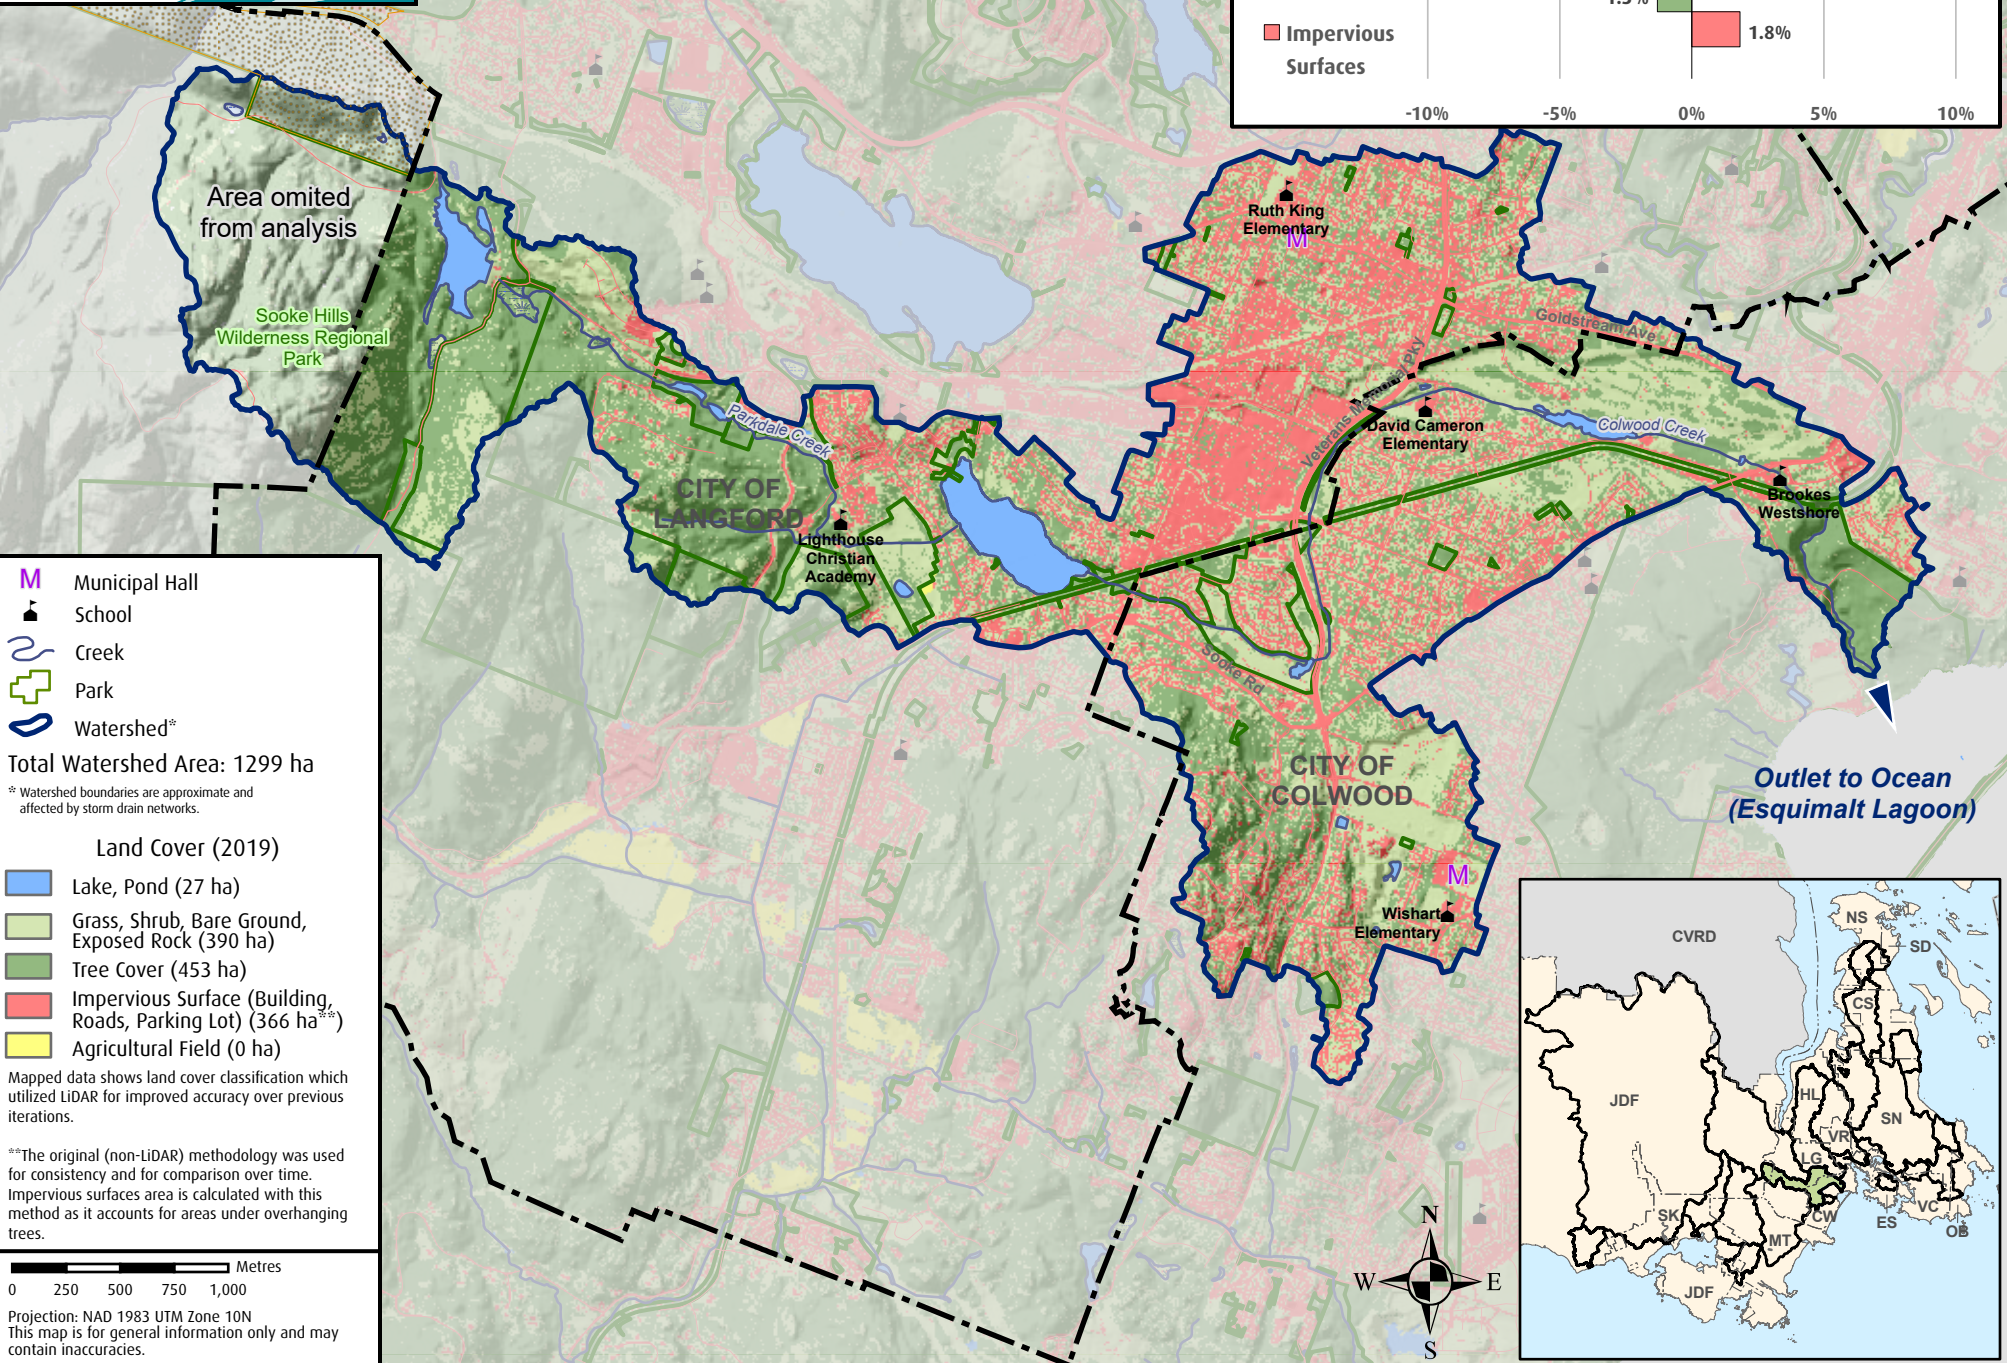 1.8%
Impervious
Surfaces
-10%
-5%
0%
5%
10%
Area omited
from analysis
Sooke Hills
Wilderness Regional
Park
Ruth King
Elementary
M
Goldstream Ave
Veterans Memorial Pky
David Cameron
Elementary
Colwood Creek
Parkdale Creek
Brookes
Westshore
CITY OF
LANGFORD
Lighthouse
Christian
Academy
Sooke Rd
CITY OF
COLWOOD
M
Wishart
Elementary
Outlet to Ocean
(Esquimalt Lagoon)
M Municipal Hall
School
Creek
Park
Watershed*
Total Watershed Area: 1299 ha
* Watershed boundaries are approximate and
affected by storm drain networks.
Land Cover (2019)
Lake, Pond (27 ha)
Grass, Shrub, Bare Ground,
Exposed Rock (390 ha)
Tree Cover (453 ha)
Impervious Surface (Building,
Roads, Parking Lot) (366 ha**)
Agricultural Field (0 ha)
Mapped data shows land cover classification which
utilized LiDAR for improved accuracy over previous
iterations.
**The original (non-LiDAR) methodology was used
for consistency and for comparison over time.
Impervious surfaces area is calculated with this
method as it accounts for areas under overhanging
trees.
Metres
0 250 500 750 1,000
Projection: NAD 1983 UTM Zone 10N
This map is for general information only and may
contain inaccuracies.
N
W E
S
CVRD
NS
SD
CS
JDF
HL
SN
VR
LG
SK
CW
ES
VC
OB
MT
JDF